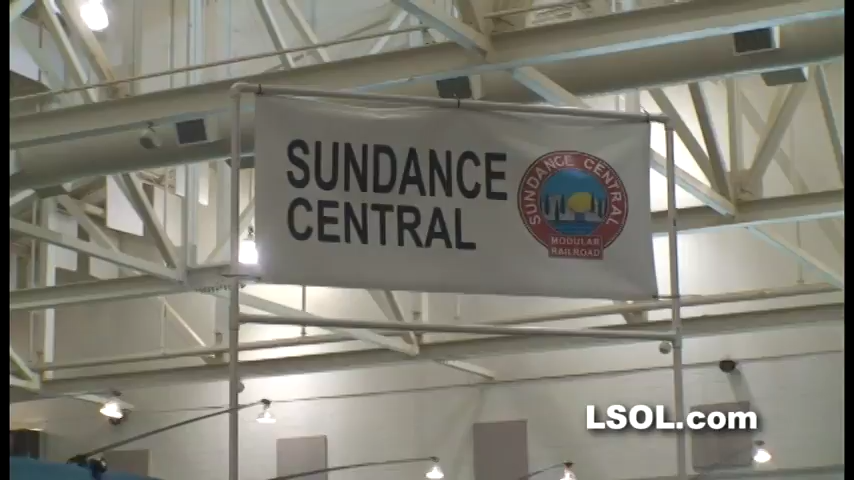 SUNDANCE
CENTRAL
SUNDANCE CENTRAL
MODULAR
RAILROAD
LSOL.com